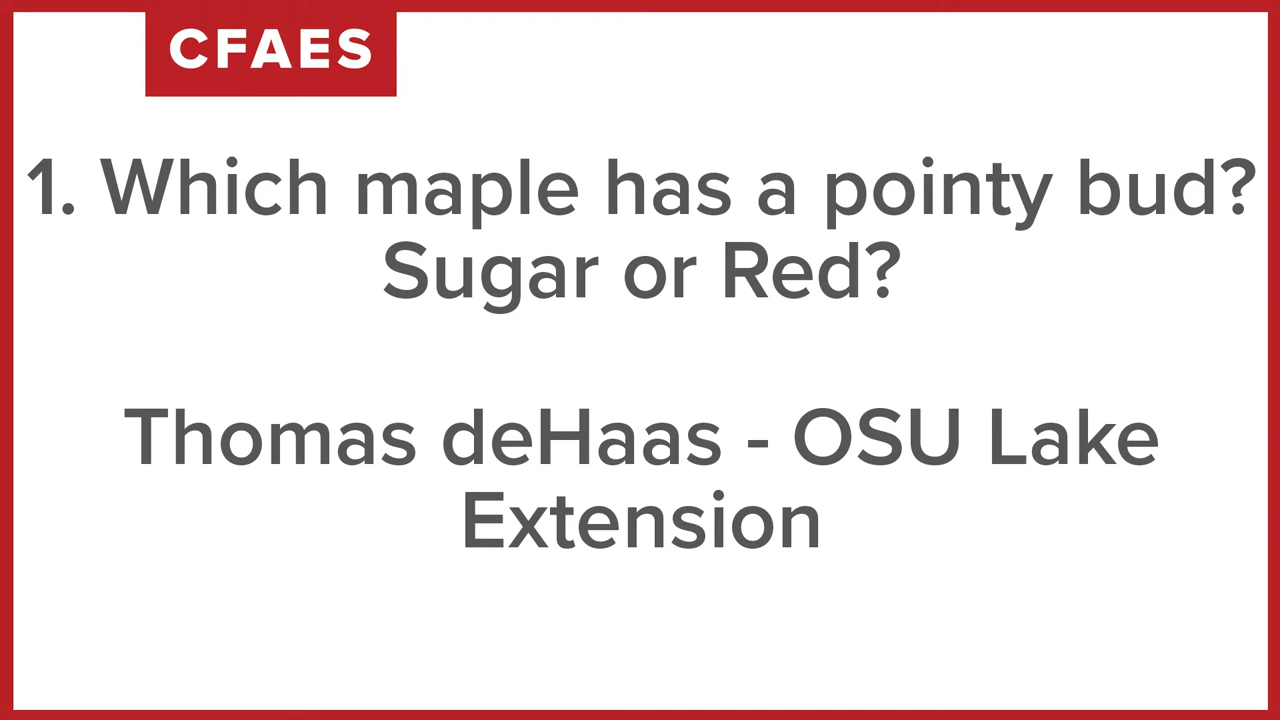 CFAES
1. Which maple has a pointy bud?
Sugar or Red?
Thomas deHaas - OSU Lake
Extension